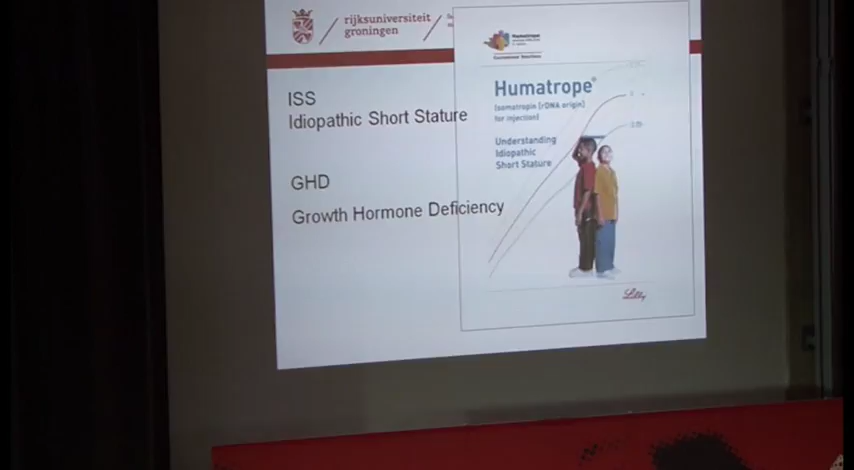 rijksuniversiteit
groningen
ISS
Idiopathic Short Stature
GHD
Growth Hormone Deficiency
Humatrope®
(somatropin [rDNA origin]
for injection)
Understanding
Idiopathic
Short Stature
Lilly